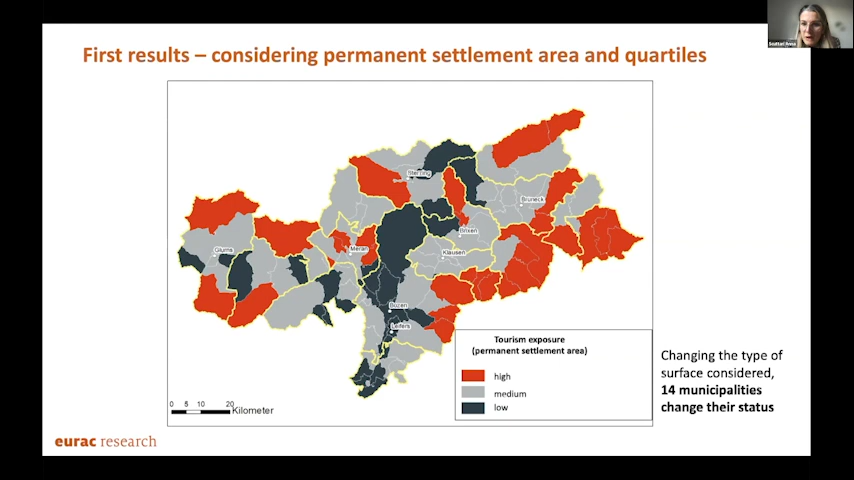 First results – considering permanent settlement area and quartiles
Sterzing
Bruneck
Brixen
Glurns
Meran
Klausen
Bozen
Leifers
Tourism exposure
(permanent settlement area)
high
medium
low
0 5 10 20
Kilometer
Changing the type of
surface considered,
14 municipalities
change their status
eurac research